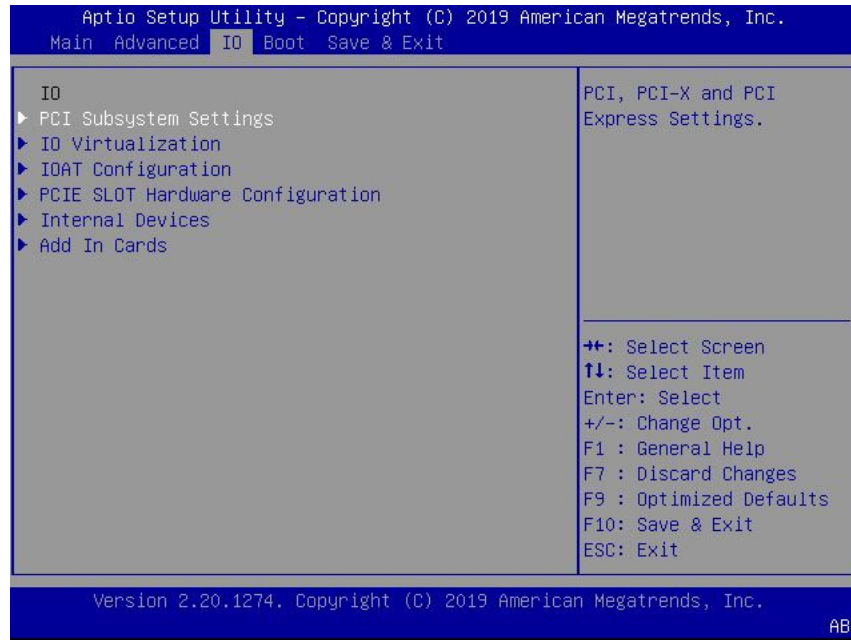 Aptio Setup Utility – Copyright (C) 2019 American Megatrends, Inc.
Main Advanced IO Boot Save & Exit
IO
PCI Subsystem Settings
IO Virtualization
IOAT Configuration
PCIE SLOT Hardware Configuration
Internal Devices
Add In Cards
PCI, PCI-X and PCI
Express Settings.
→←: Select Screen
↑↓: Select Item
Enter: Select
+/-: Change Opt.
F1 : General Help
F7 : Discard Changes
F9 : Optimized Defaults
F10: Save & Exit
ESC: Exit
Version 2.20.1274. Copyright (C) 2019 American Megatrends, Inc.
AB